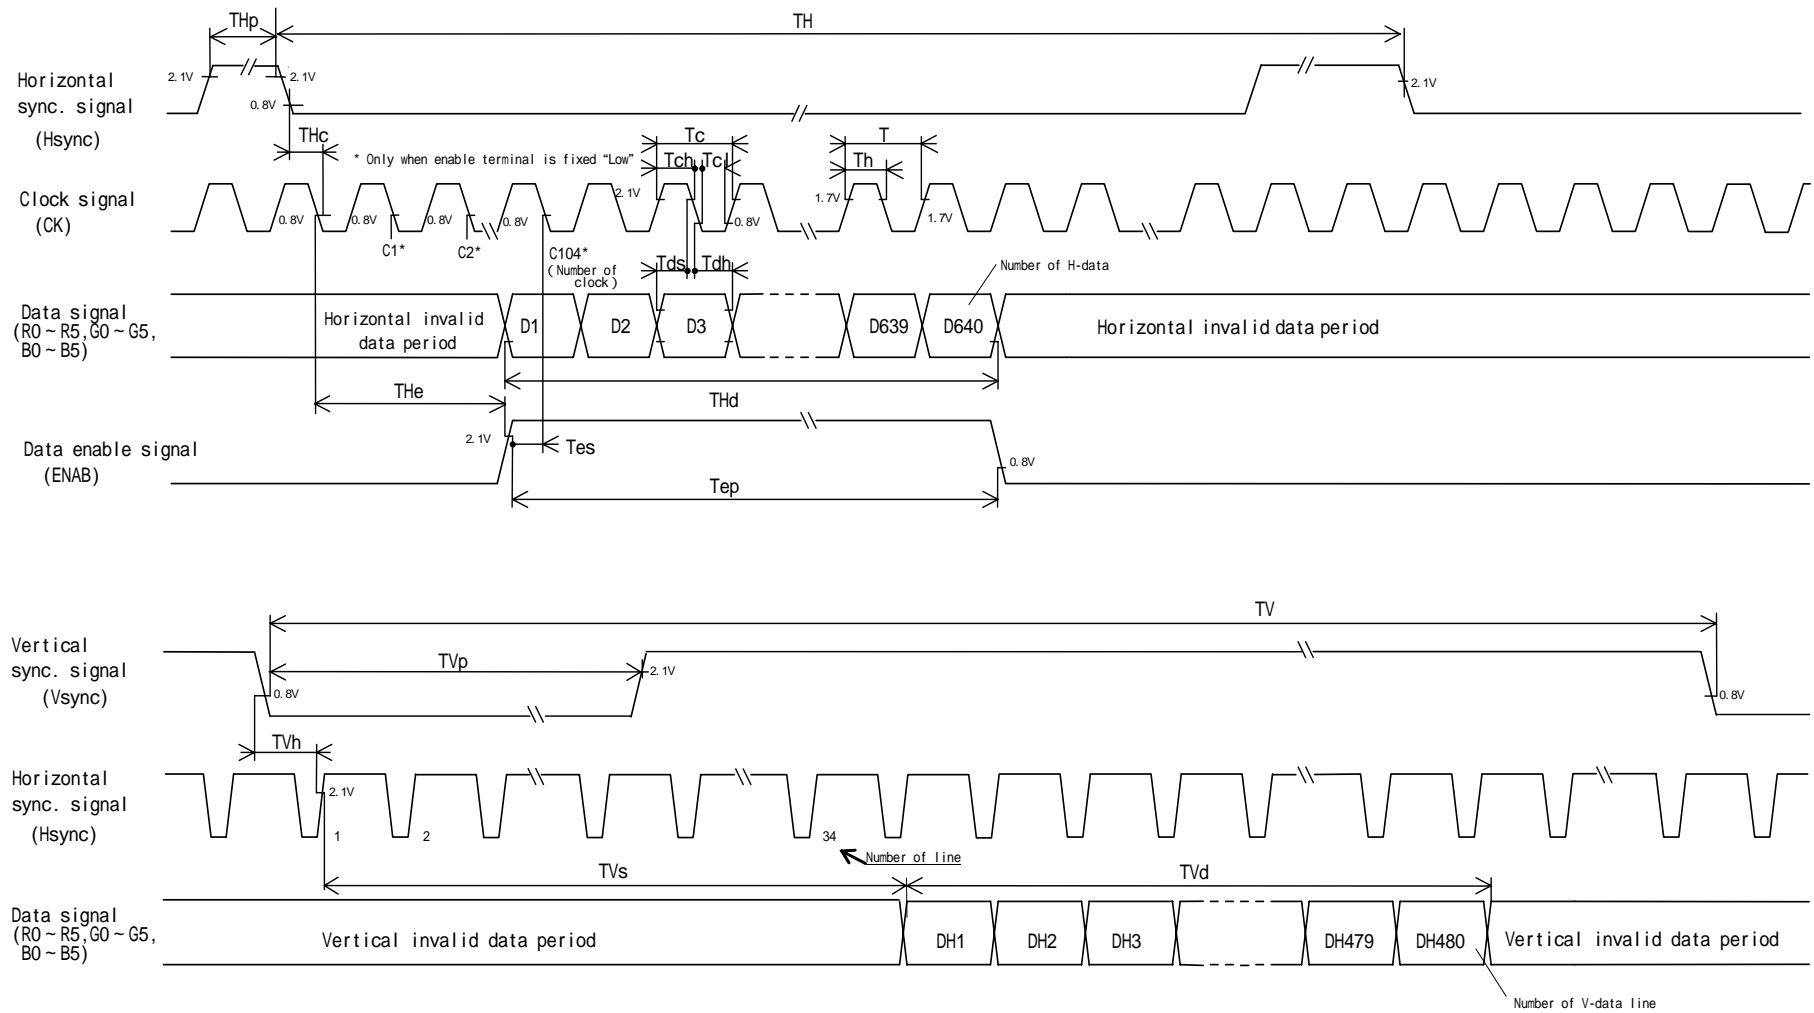 THp
TH
Horizontal
sync. signal
(Hsync)
2.1V
2.1V
0.8V
2.1V
THc
* Only when enable terminal is fixed “Low”
Tc
Tch
Tcl
T
Th
Clock signal
(CK)
0.8V
0.8V
0.8V
0.8V
2.1V
0.8V
1.7V
1.7V
C1*
C2*
C104*
(Number of
clock)
Tds
Tdh
Number of H-data
Data signal
(R0~R5,G0~G5,
B0~B5)
Horizontal invalid
data period
D1
D2
D3
D639
D640
Horizontal invalid data period
THe
THd
Data enable signal
(ENAB)
2.1V
Tes
0.8V
Tep
TV
Vertical
sync. signal
(Vsync)
TVp
0.8V
2.1V
0.8V
TVh
Horizontal
sync. signal
(Hsync)
2.1V
1
2
34
Number of line
TVs
TVd
Data signal
(R0~R5,G0~G5,
B0~B5)
Vertical invalid data period
DH1
DH2
DH3
DH479
DH480
Vertical invalid data period
Number of V-data line